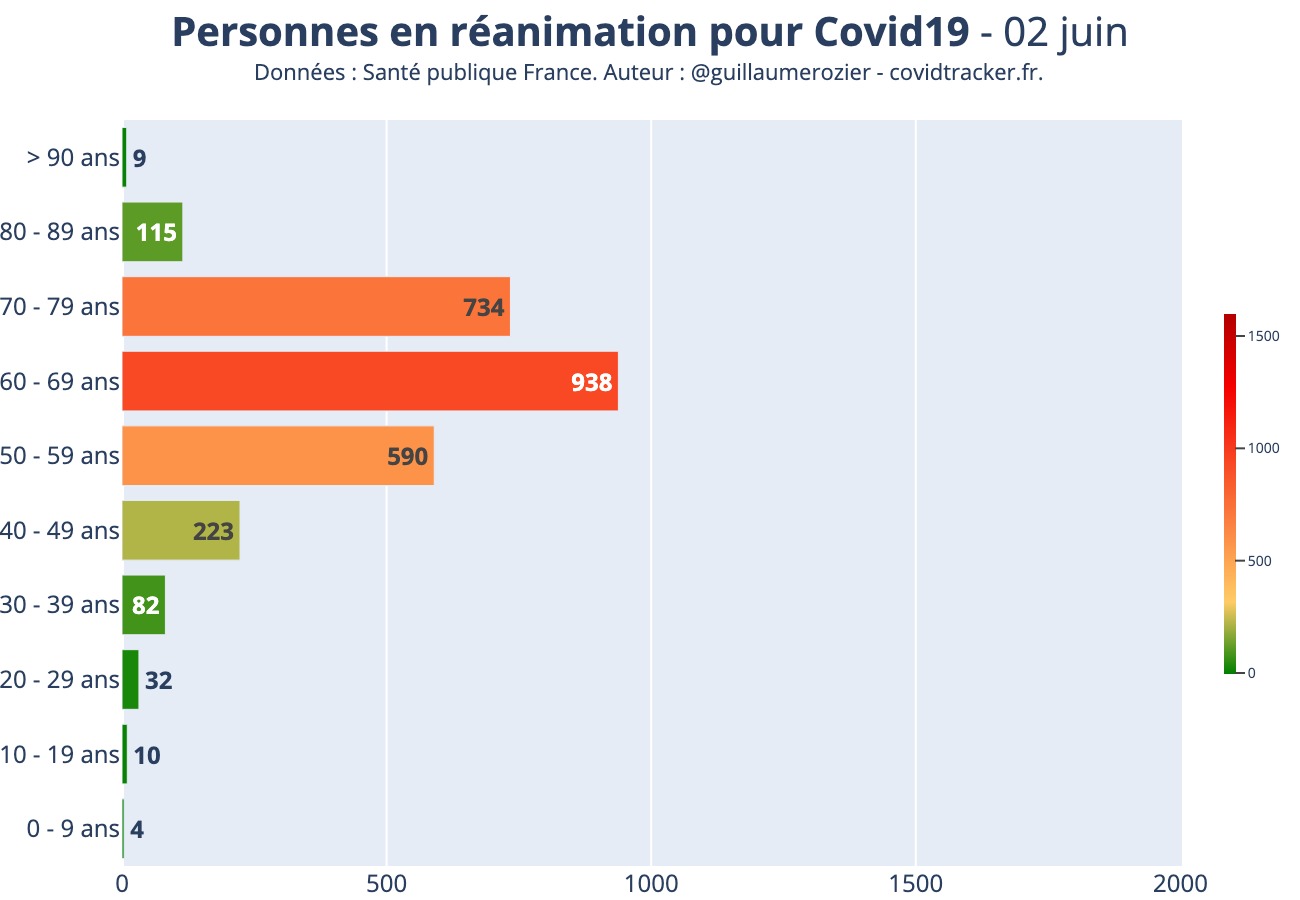 Personnes en réanimation pour Covid19 - 02 juin
Données : Santé publique France. Auteur : @guillaumerozier - covidtracker.fr.
> 90 ans 9
80 - 89 ans 115
70 - 79 ans 734
60 - 69 ans 938
50 - 59 ans 590
40 - 49 ans 223
30 - 39 ans 82
20 - 29 ans 32
10 - 19 ans 10
0 - 9 ans 4
0 500 1000 1500 2000
1500
1000
500
0